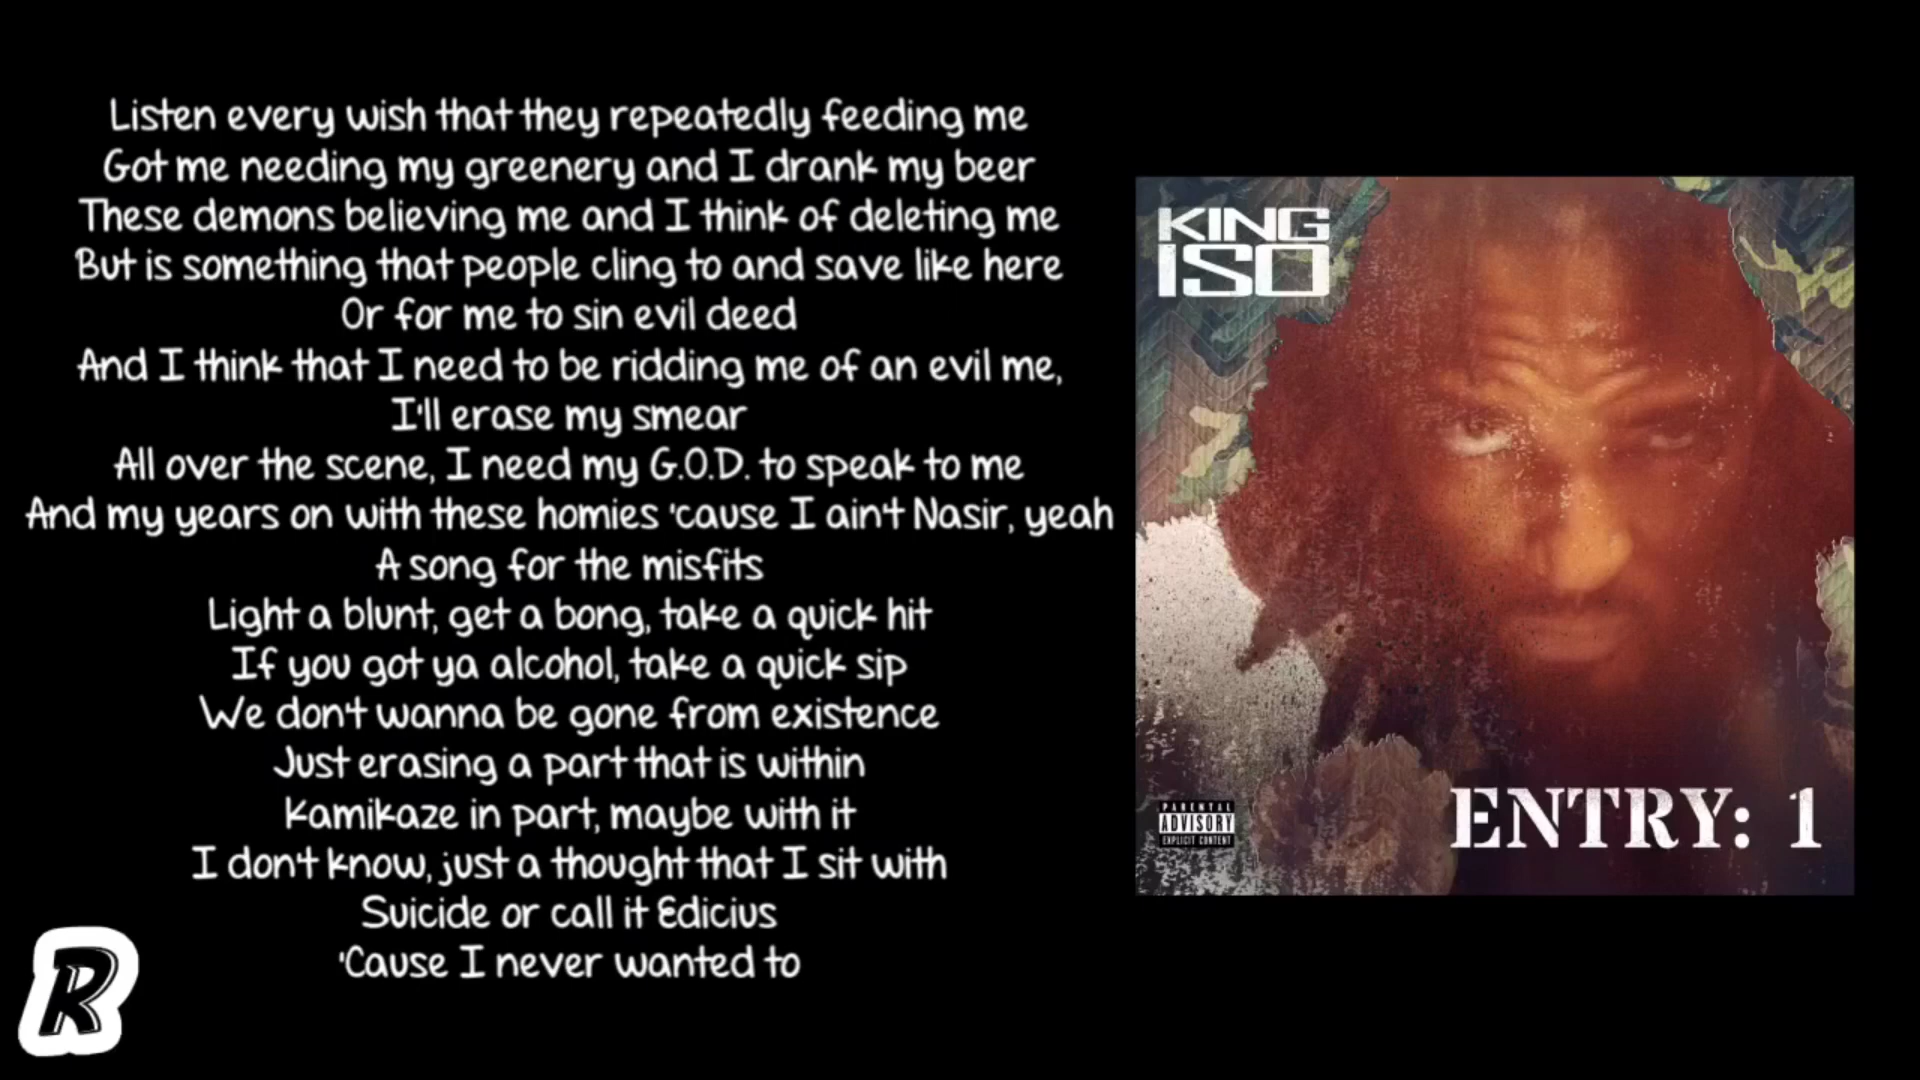 Listen every wish that they repeatedly feeding me
Got me needing my greenery and I drank my beer
These demons believing me and I think of deleting me
But is something that people cling to and save like here
Or for me to sin evil deed
And I think that I need to be ridding me of an evil me,
I'll erase my smear
All over the scene, I need my G.O.D. to speak to me
And my years on with these homies 'cause I ain't Nasir, yeah
A song for the misfits
Light a blunt, get a bong, take a quick hit
If you got ya alcohol, take a quick sip
We don't wanna be gone from existence
Just erasing a part that is within
Kamikaze in part, maybe with it
I don't know, just a thought that I sit with
Suicide or call it Edicius
'Cause I never wanted to
R
KING
ISO
PARENTAL
ADVISORY
EXPLICIT CONTENT
ENTRY: 1